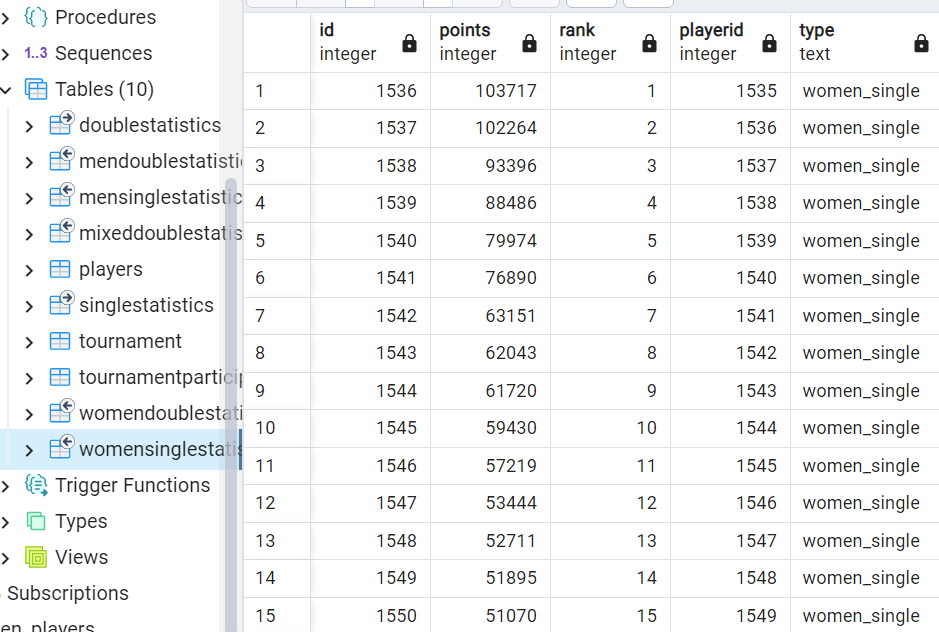 Procedures
1..3 Sequences
Tables (10)
doublestatistics
mendoublestatisti
mensinglestatistic
mixeddoublestatis
players
singlestatistics
tournament
tournamentparticip
womendoublestati
womensinglestatis
Trigger Functions
Types
Views
Subscriptions
en_players
id points rank playerid type
integer integer integer integer text
1 1536 103717 1 1535 women_single
2 1537 102264 2 1536 women_single
3 1538 93396 3 1537 women_single
4 1539 88486 4 1538 women_single
5 1540 79974 5 1539 women_single
6 1541 76890 6 1540 women_single
7 1542 63151 7 1541 women_single
8 1543 62043 8 1542 women_single
9 1544 61720 9 1543 women_single
10 1545 59430 10 1544 women_single
11 1546 57219 11 1545 women_single
12 1547 53444 12 1546 women_single
13 1548 52711 13 1547 women_single
14 1549 51895 14 1548 women_single
15 1550 51070 15 1549 women_single